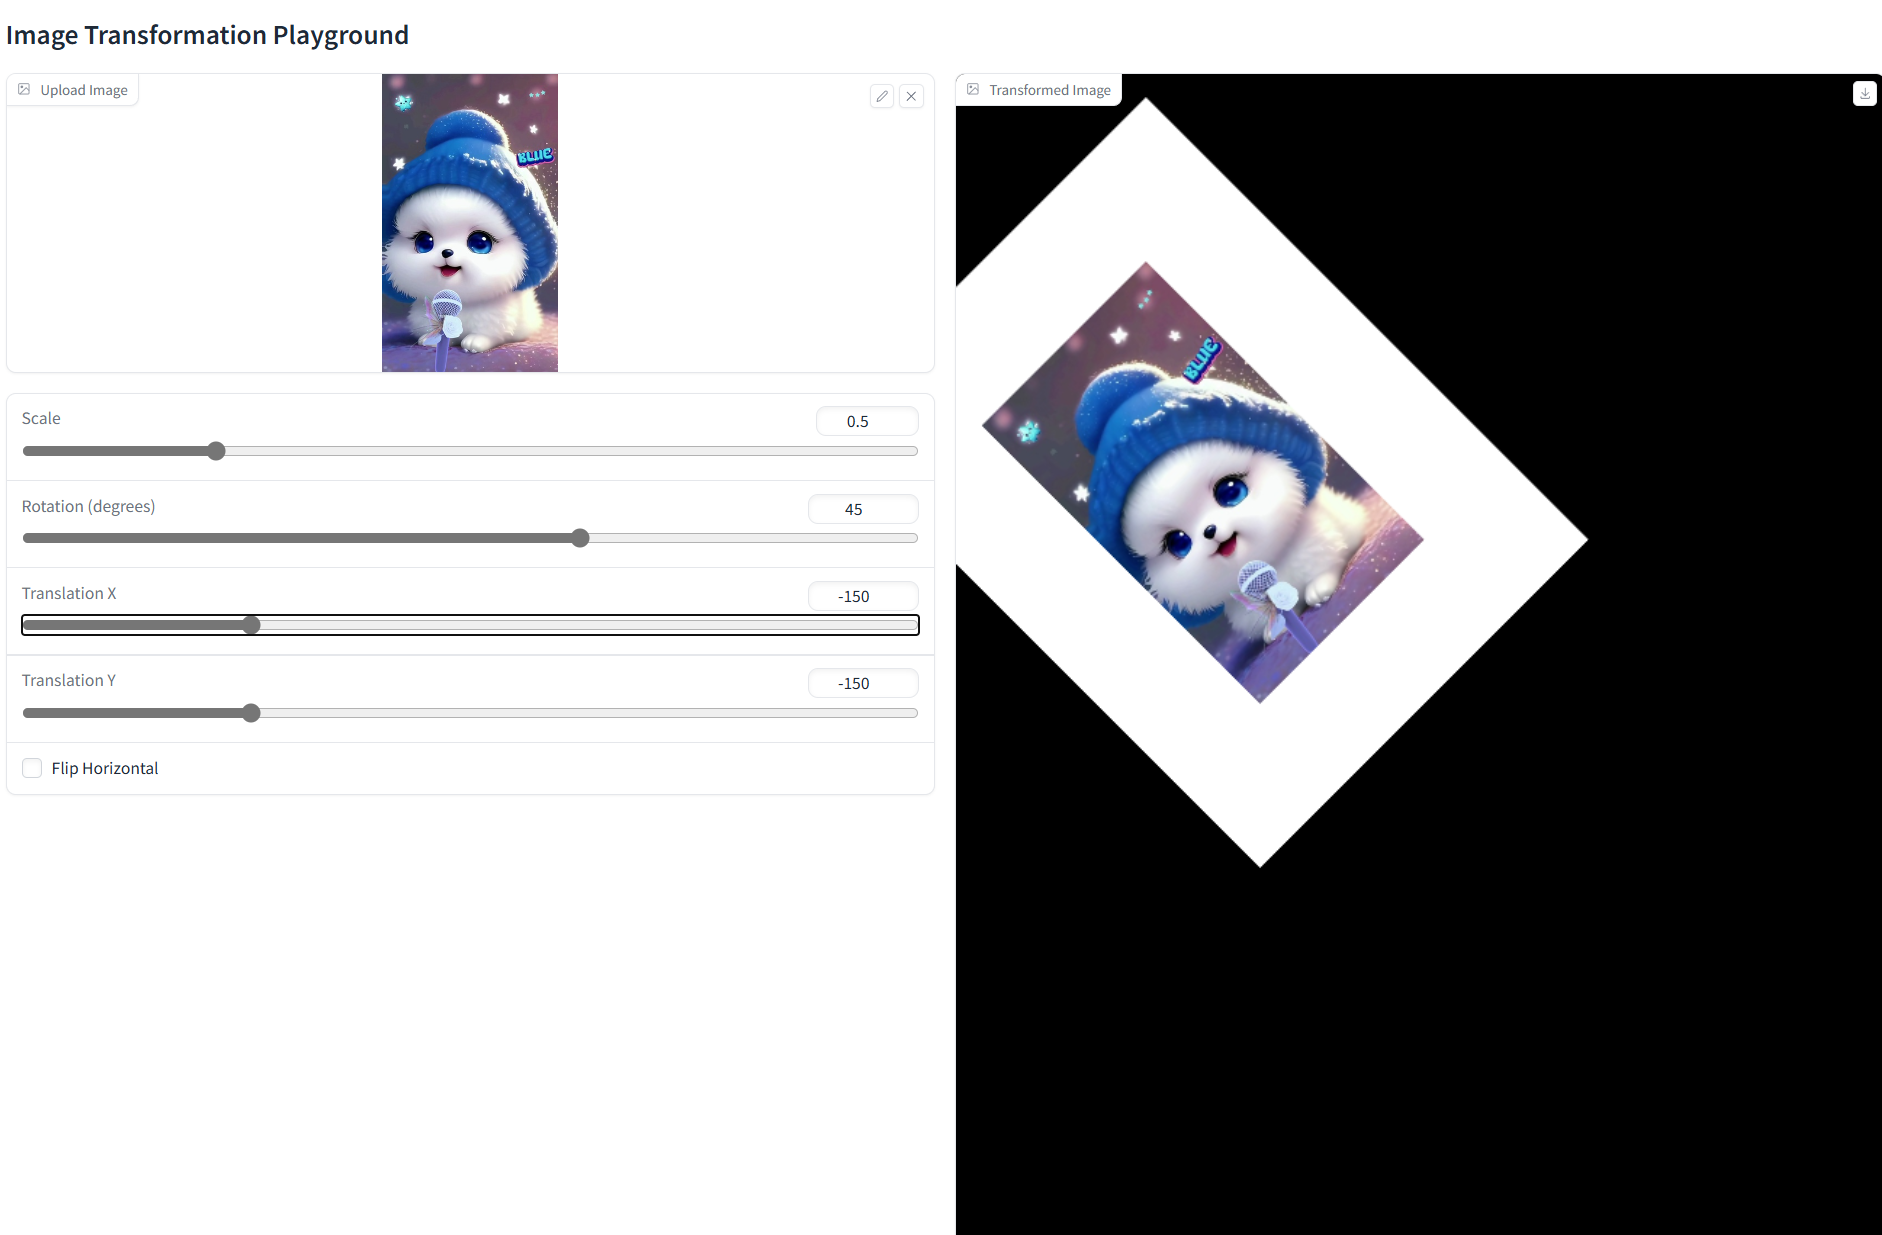 Image Transformation Playground
Upload Image
BLUE
Scale
0.5
Rotation (degrees)
45
Translation X
-150
Translation Y
-150
Flip Horizontal
Transformed Image
BLUE